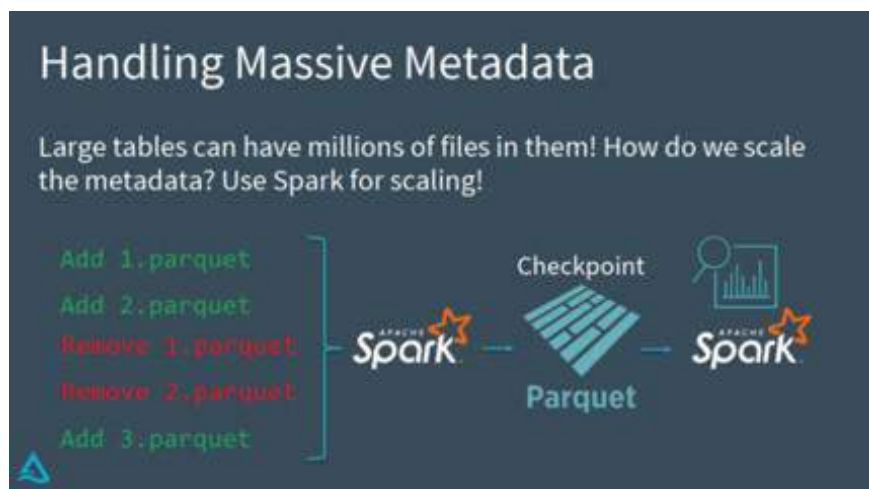 Handling Massive Metadata
Large tables can have millions of files in them! How do we scale
the metadata? Use Spark for scaling!
Add 1.parquet
Add 2.parquet
Remove 1.parquet
Remove 2.parquet
Add 3.parquet
APACHE
Spark
Checkpoint
Parquet
APACHE
Spark